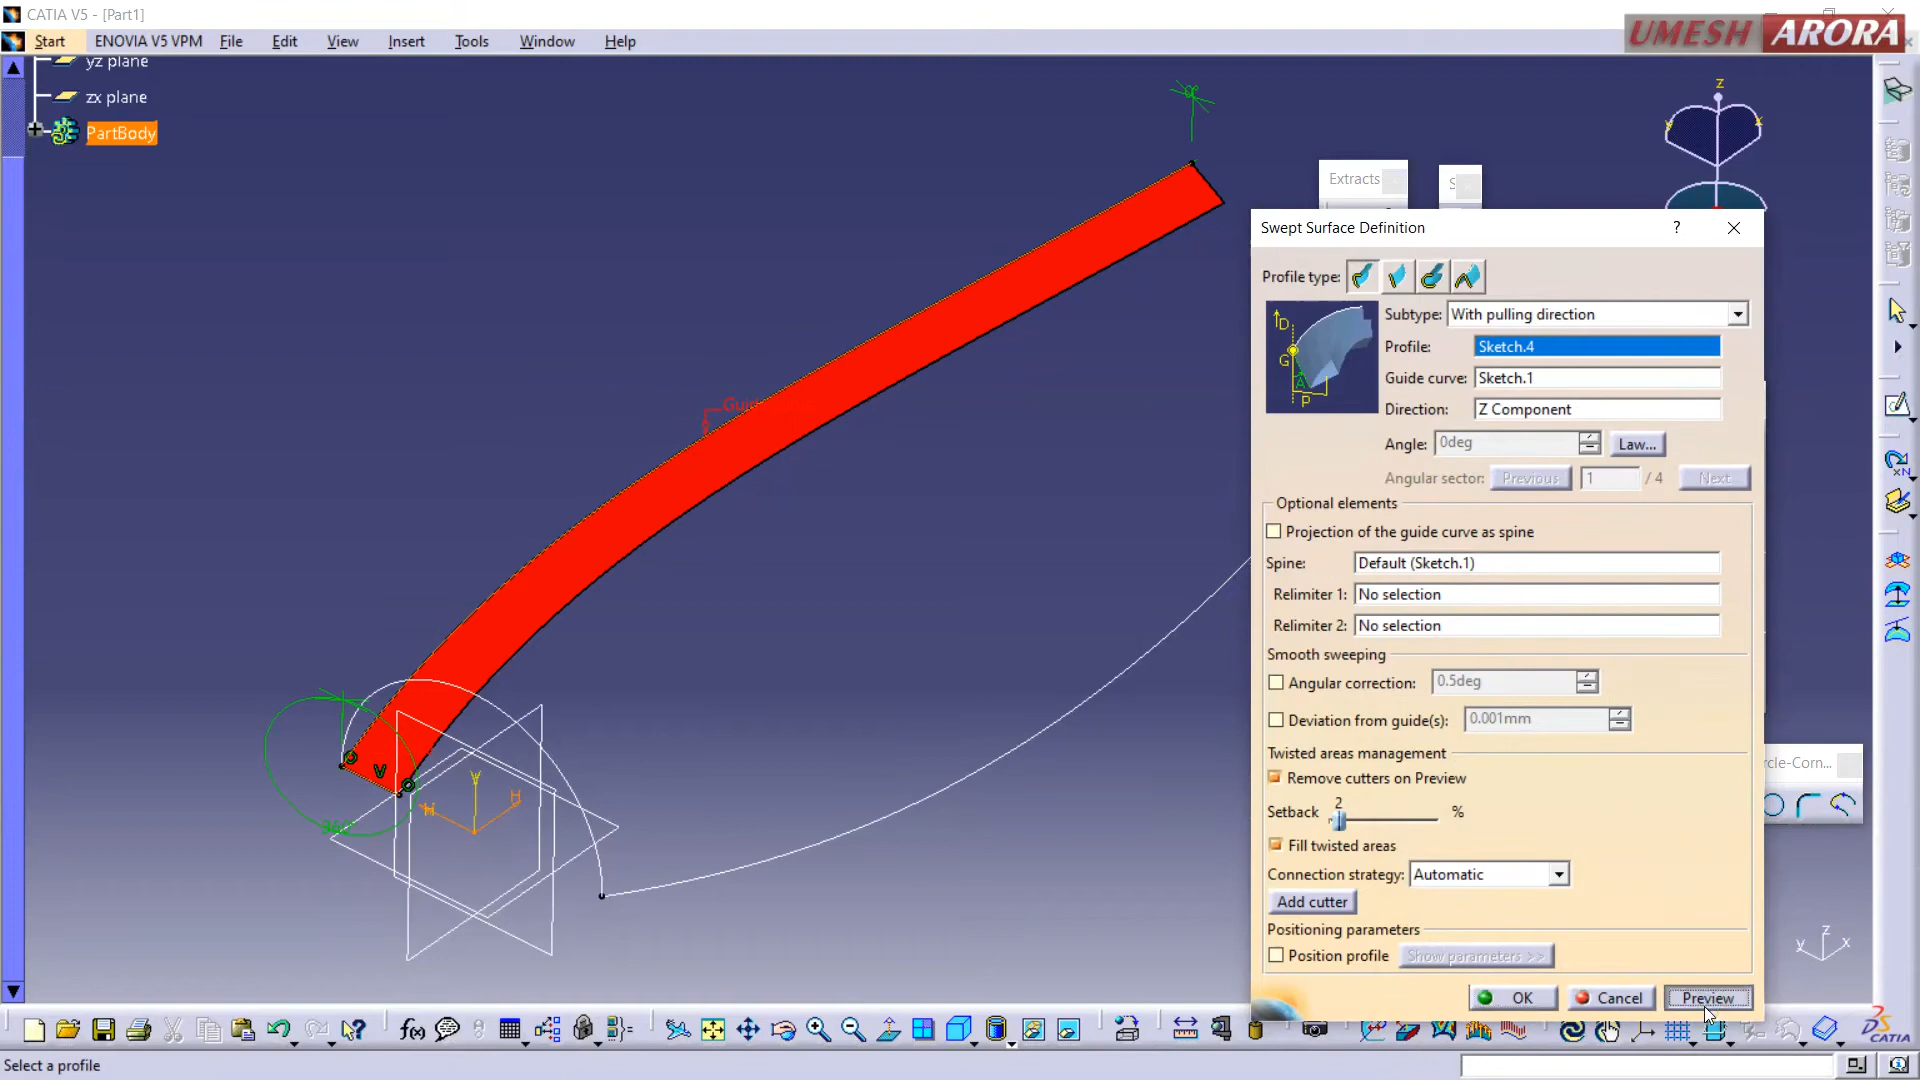 CATIA V5 - [Part1]
UMESH ARORA
Start ENOVIA V5 VPM File Edit View Insert Tools Window Help
yz plane
zx plane
PartBody
z
Extracts
Swept Surface Definition ?
Profile type:
Subtype: With pulling direction
D
G
A
P
Profile: Sketch.4
Guide curve: Sketch.1
Direction: Z Component
Angle: 0deg Law...
Angular sector: Previous 1 / 4 Next
Optional elements
Projection of the guide curve as spine
Spine: Default (Sketch.1)
Relimiter 1: No selection
Relimiter 2: No selection
Smooth sweeping
Angular correction: 0.5deg
Deviation from guide(s): 0.001mm
Twisted areas management
Remove cutters on Preview
Setback 2 %
Fill twisted areas
Connection strategy: Automatic
Add cutter
Positioning parameters
Position profile Show parameters >>
OK Cancel Preview
rcle-Corn...
V
V
H
H
360°
z
y x
f(x)
CATIA
Select a profile